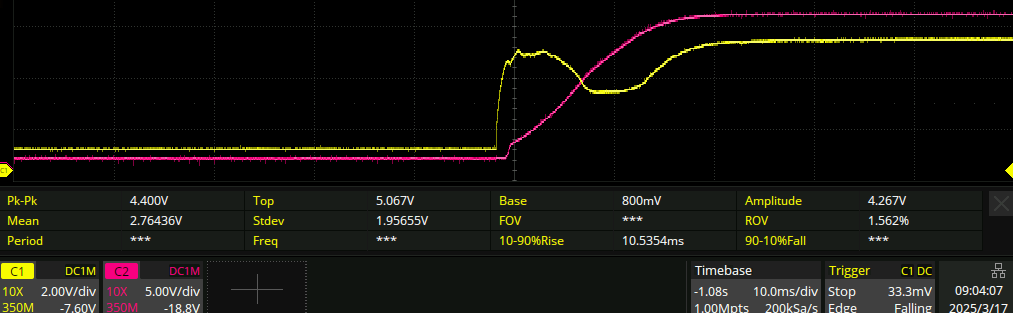 C1
Pk-Pk 4.400V Top 5.067V Base 800mV Amplitude 4.267V
Mean 2.76436V Stdev 1.95655V FOV *** ROV 1.562%
Period *** Freq *** 10-90%Rise 10.5354ms 90-10%Fall ***
C1 DC1M C2 DC1M Timebase Trigger C1 DC
10X 2.00V/div 10X 5.00V/div -1.08s 10.0ms/div Stop 33.3mV 09:04:07
350M -7.60V 350M -18.8V 1.00Mpts 200kSa/s Edge Falling 2025/3/17